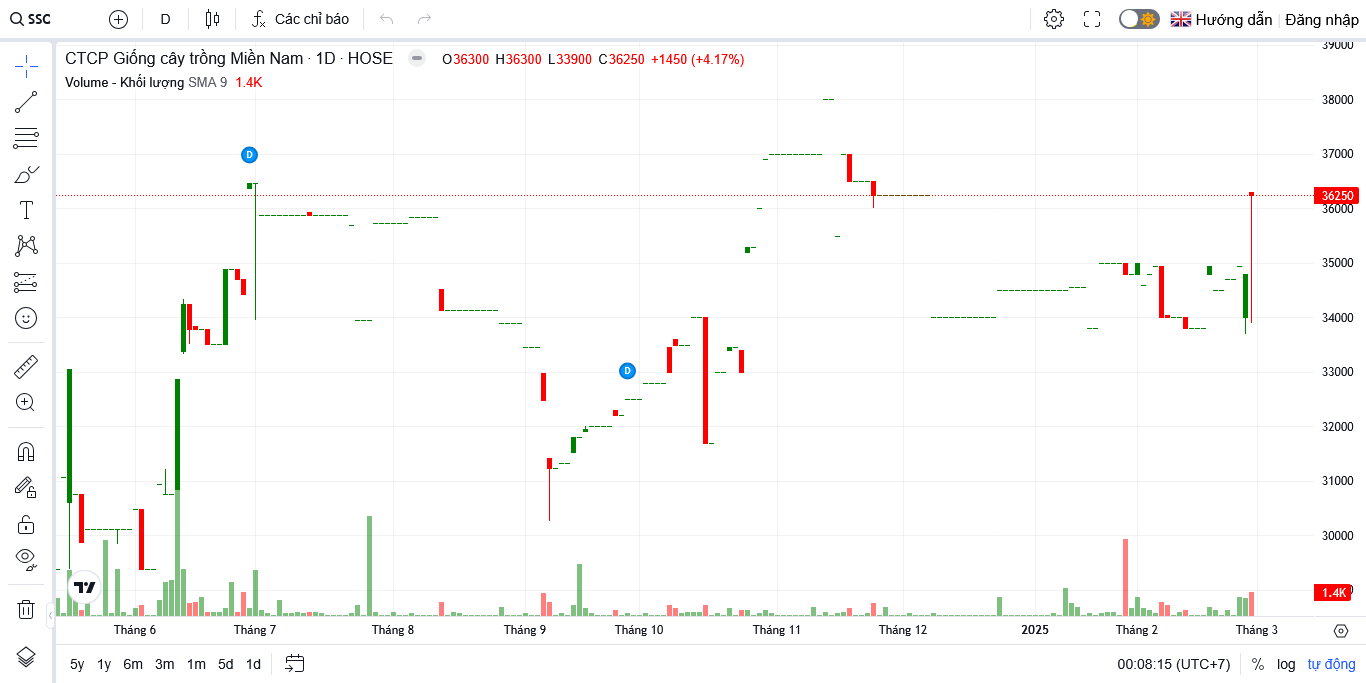 SSC D Các chỉ báo Hướng dẫn Đăng nhập
CTCP Giống cây trồng Miền Nam · 1D · HOSE O36300 H36300 L33900 C36250 +1450 (+4.17%)
Volume - Khối lượng SMA 9 1.4K
D
D
39000
38000
37000
36250
36000
35000
34000
33000
32000
31000
30000
1.4K
Tháng 6 Tháng 7 Tháng 8 Tháng 9 Tháng 10 Tháng 11 Tháng 12 2025 Tháng 2 Tháng 3
5y 1y 6m 3m 1m 5d 1d 00:08:15 (UTC+7) % log tự động